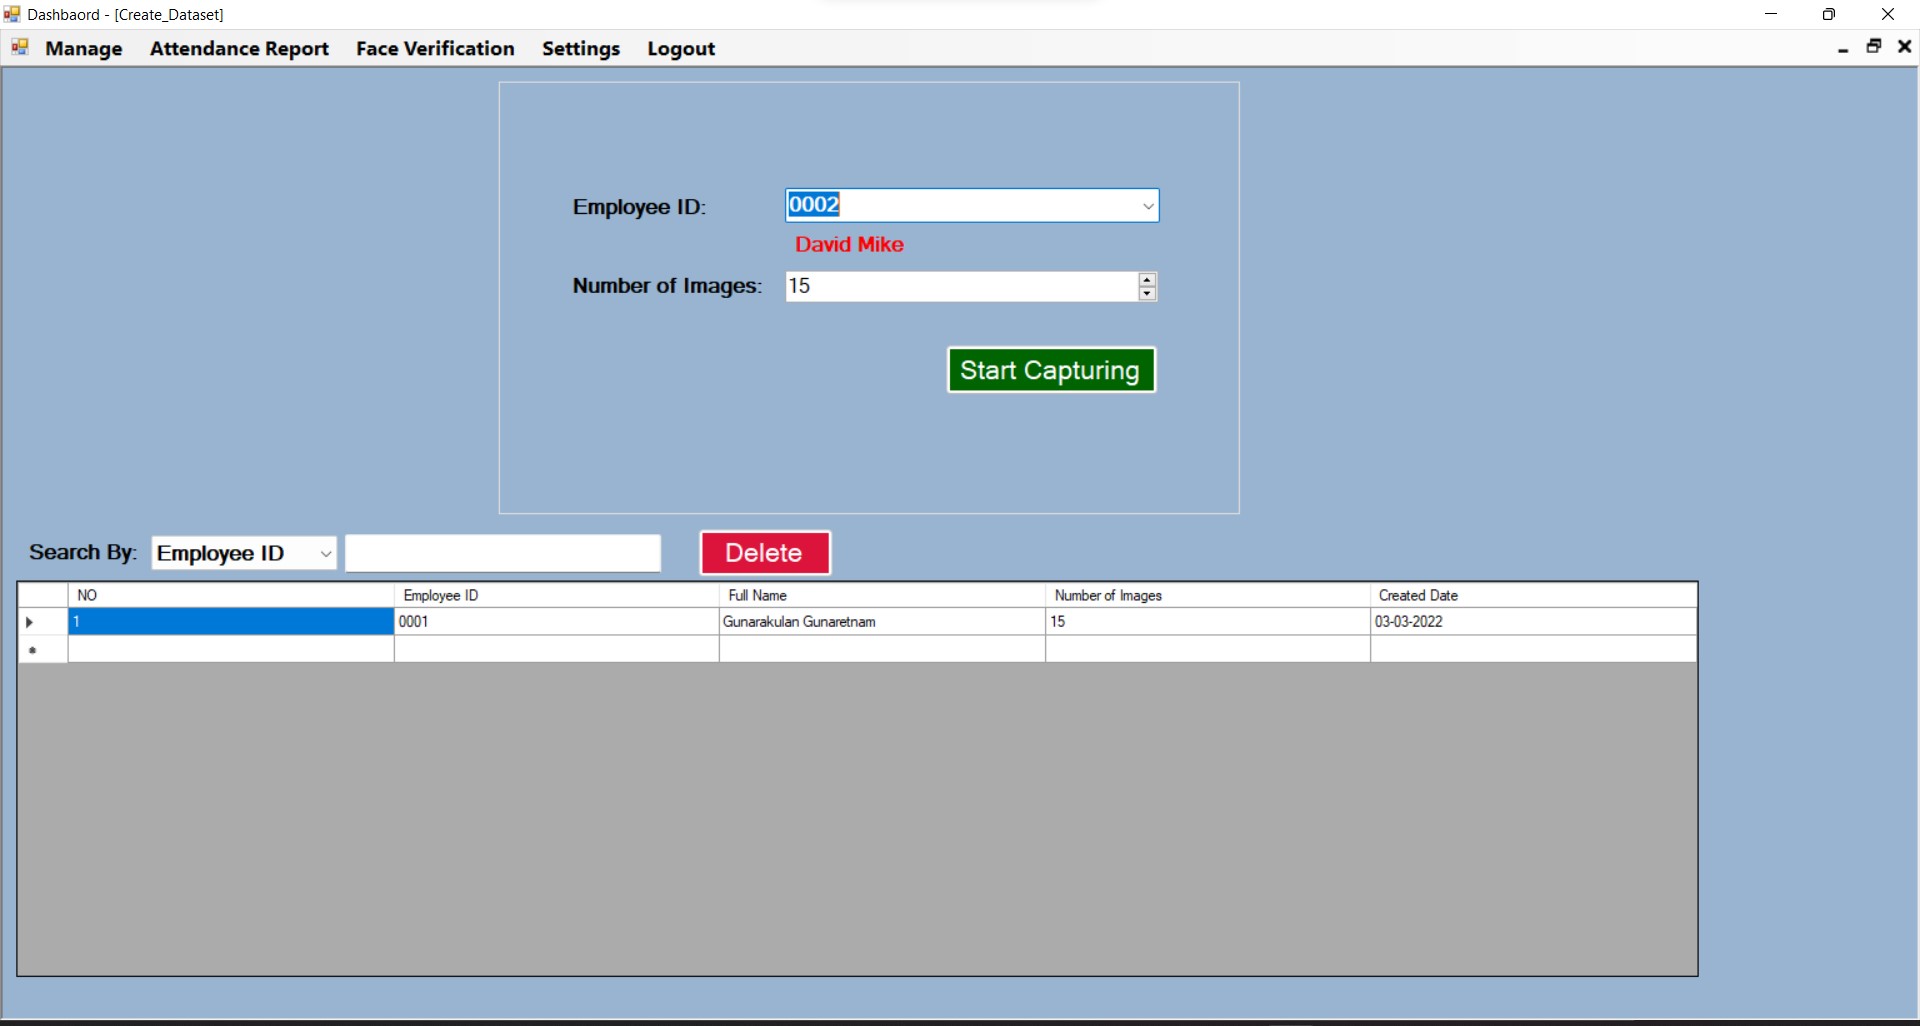 Dashbaord - [Create_Dataset]
Manage Attendance Report Face Verification Settings Logout
Employee ID: 0002
David Mike
Number of Images: 15
Start Capturing
Search By: Employee ID Delete
NO Employee ID Full Name Number of Images Created Date
1 0001 Gunarakulan Gunaretnam 15 03-03-2022